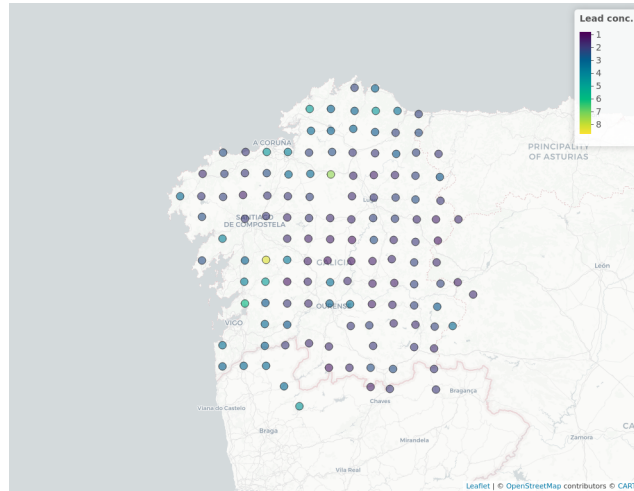 Lead conc.
1
2
3
4
5
6
7
8
A CORUÑA
PRINCIPALITY
OF ASTURIAS
SANTIAGO
DE COMPOSTELA
GALICIA
León
OURENSE
VIGO
Bragança
Viana do Castelo
Chaves
Braga
Mirandela
Zamora
CA
Vila Real
Leaflet | © OpenStreetMap contributors © CART